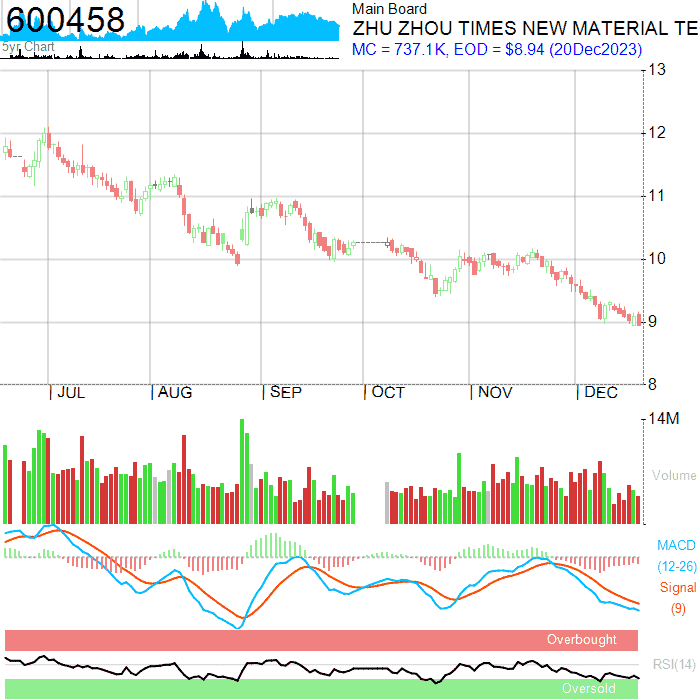 600458
Main Board
ZHU ZHOU TIMES NEW MATERIAL TE
5yr Chart
MC = 737.1K, EOD = $8.94 (20Dec2023)
13
12
11
10
9
8
JUL
AUG
SEP
OCT
NOV
DEC
14M
Volume
MACD
(12-26)
Signal
(9)
Overbought
RSI(14)
Oversold